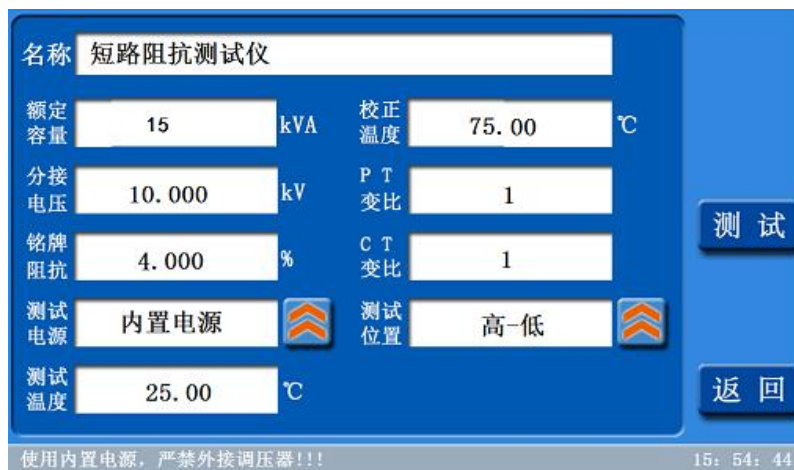 名称 短路阻抗测试仪
额定容量 15 kVA 校正温度 75.00 ℃
分接电压 10.000 kV PT变比 1
铭牌阻抗 4.000 % CT变比 1
测试电源 内置电源 测试位置 高-低
测试温度 25.00 ℃
测试
返回
使用内置电源，严禁外接调压器!!! 15：54：44